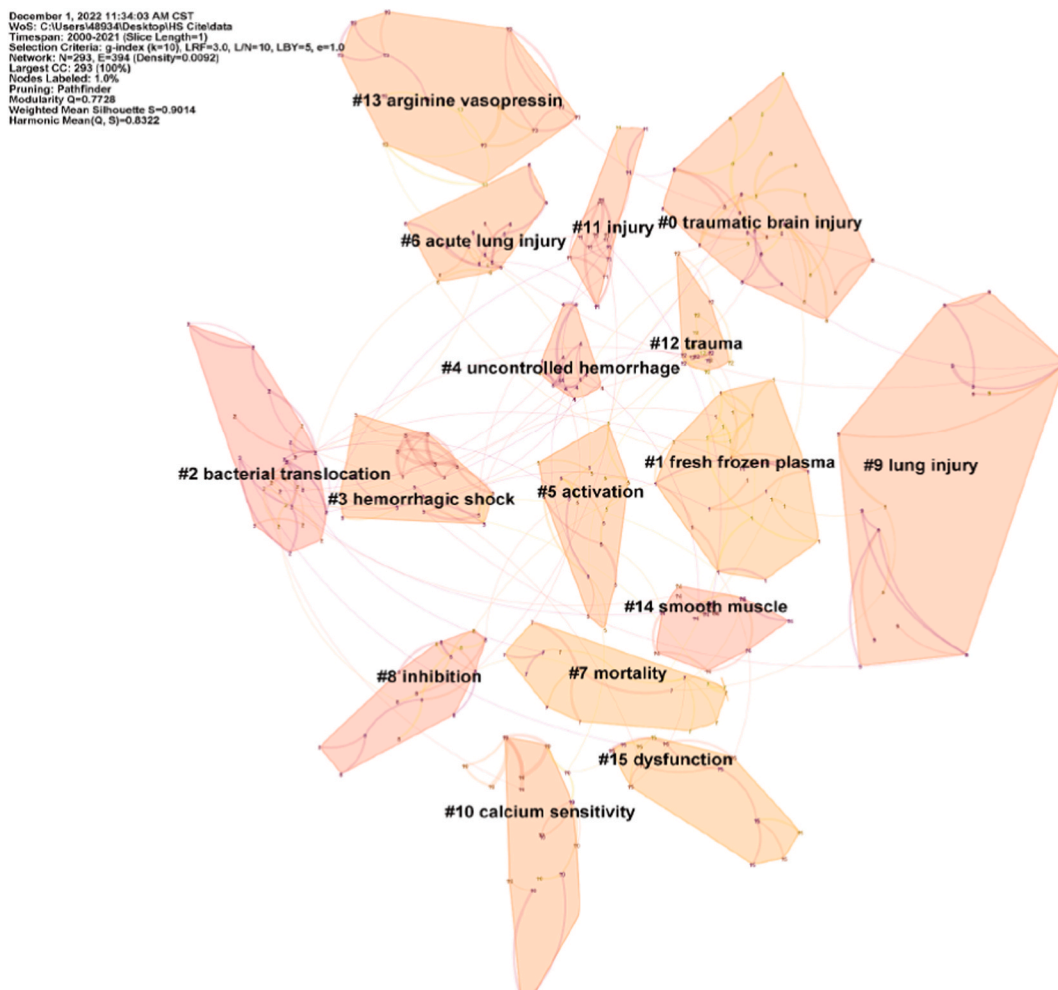 December 1, 2022 11:34:03 AM CST
WoS: C:\Users\48934\Desktop\HS Cite\data
Timespan: 2000-2021 (Slice Length=1)
Selection Criteria: g-index (k=10), LRF=3.0, L/N=10, LBY=5, e=1.0
Network: N=293, E=394 (Density=0.0092)
Largest CC: 293 (100%)
Nodes Labeled: 1.0%
Pruning: Pathfinder
Modularity Q=0.7728
Weighted Mean Silhouette S=0.9014
Harmonic Mean(Q, S)=0.8322
#13 arginine vasopressin
#0 traumatic brain injury
#11 injury
#6 acute lung injury
#12 trauma
#4 uncontrolled hemorrhage
#1 fresh frozen plasma
#9 lung injury
#2 bacterial translocation
#5 activation
#3 hemorrhagic shock
#14 smooth muscle
#7 mortality
#8 inhibition
#15 dysfunction
#10 calcium sensitivity